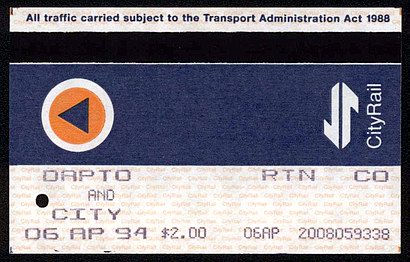 All traffic carried subject to the Transport Administration Act 1988
CityRail
DAPTO RTN CO
AND
CITY
06 AP 94 $2.00 06AP 2008059338